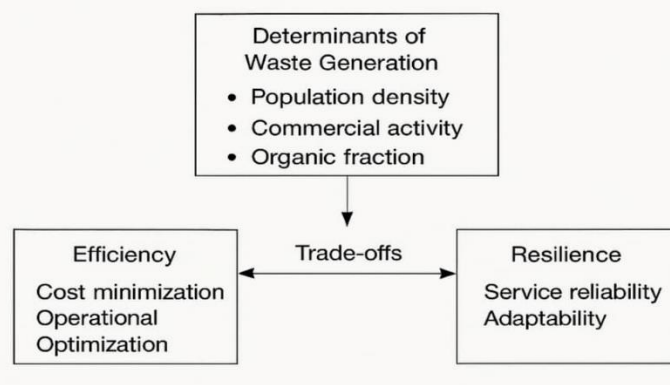 Determinants of
Waste Generation
• Population density
• Commercial activity
• Organic fraction
Trade-offs
Efficiency
Cost minimization
Operational
Optimization
Resilience
Service reliability
Adaptability